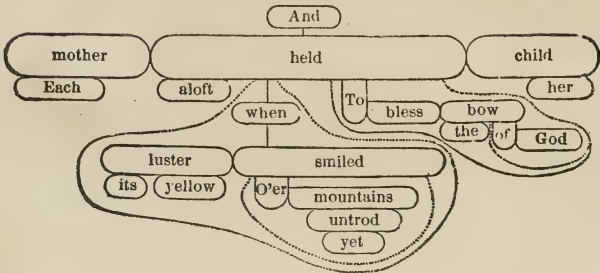 And
mother held child
Each aloft To bless bow her
when the of God
luster smiled
its yellow O'er mountains
untrod
yet